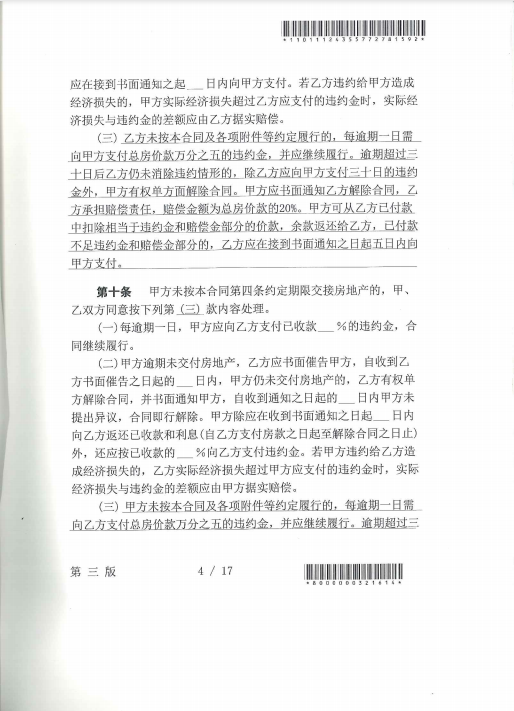 *11011124355772781592*
应在接到书面通知之起___日内向甲方支付。若乙方违约给甲方造成
经济损失的，甲方实际经济损失超过乙方应支付的违约金时，实际经
济损失与违约金的差额应由乙方据实赔偿。
(三) 乙方未按本合同及各项附件等约定履行的，每逾期一日需
向甲方支付总房价款万分之五的违约金，并应继续履行。逾期超过三
十日后乙方仍未消除违约情形的，除乙方应向甲方支付三十日的违约
金外，甲方有权单方面解除合同。甲方应书面通知乙方解除合同，乙
方承担赔偿责任，赔偿金额为总房价款的20%。甲方可从乙方已付款
中扣除相当于违约金和赔偿金部分的价款，余款返还给乙方，已付款
不足违约金和赔偿金部分的，乙方应在接到书面通知之日起五日内向
甲方支付。
第十条 甲方未按本合同第四条约定期限交接房地产的，甲、
乙双方同意按下列第 (三) 款内容处理。
(一)每逾期一日，甲方应向乙方支付已收款___%的违约金，合
同继续履行。
(二)甲方逾期未交付房地产，乙方应书面催告甲方，自收到乙
方书面催告之日起的___日内，甲方仍未交付房地产的，乙方有权单
方解除合同，并书面通知甲方，自收到通知之日起的___日内甲方未
提出异议，合同即行解除。甲方除应在收到书面通知之日起___日内
向乙方返还已收款和利息(自乙方支付房款之日起至解除合同之日止)
外，还应按已收款的___%向乙方支付违约金。若甲方违约给乙方造
成经济损失的，乙方实际经济损失超过甲方应支付的违约金时，实际
经济损失与违约金的差额应由甲方据实赔偿。
(三) 甲方未按本合同及各项附件等约定履行的，每逾期一日需
向乙方支付总房价款万分之五的违约金，并应继续履行。逾期超过三
第 三 版 4 / 17
*8000000321614*